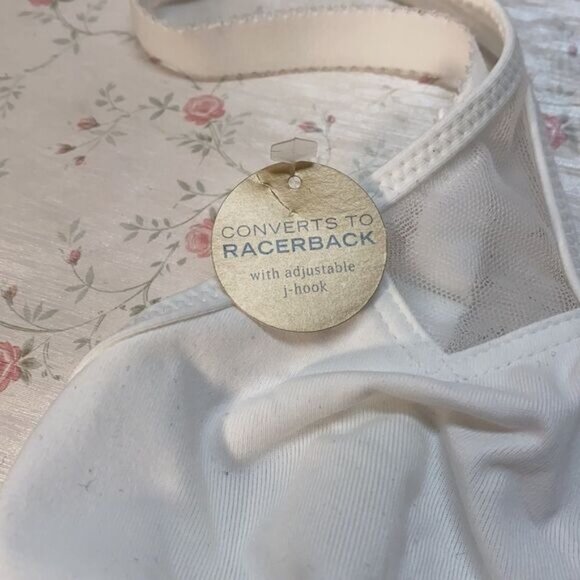 CONVERTS TO
RACERBACK
with adjustable
j-hook